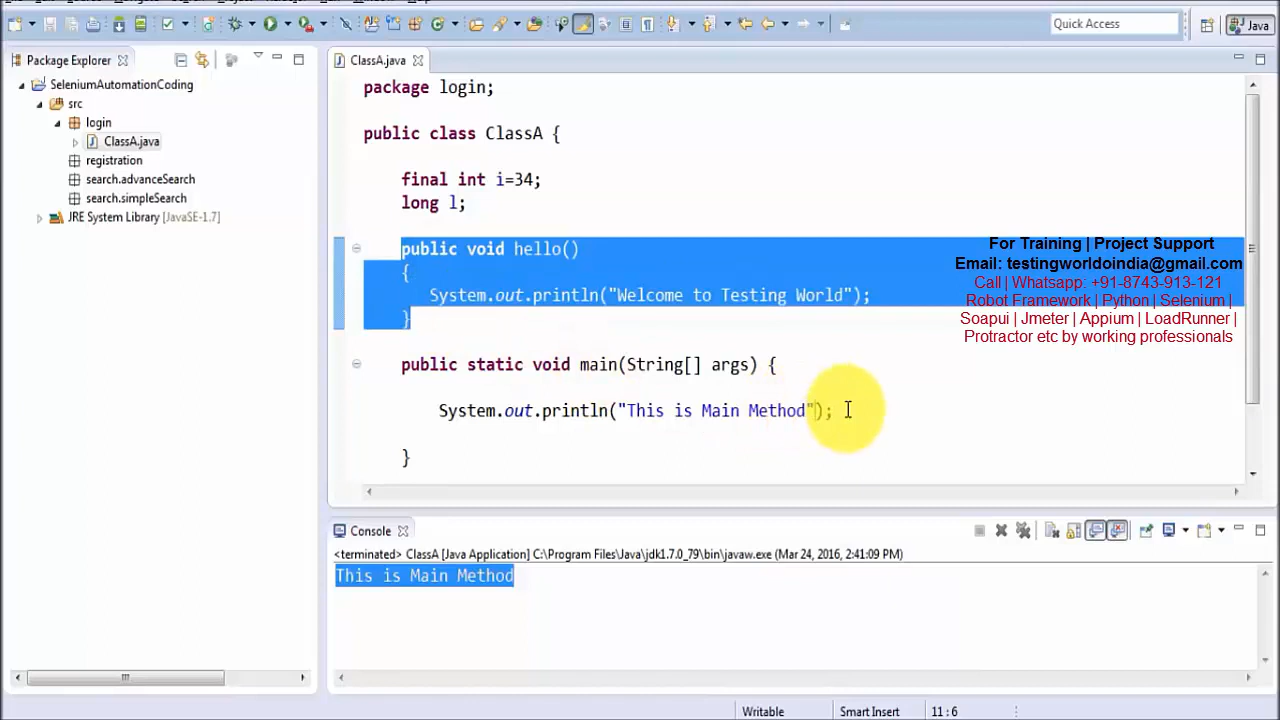 Quick Access
Java
Package Explorer
SeleniumAutomationCoding
src
login
ClassA.java
registration
search.advanceSearch
search.simpleSearch
JRE System Library [JavaSE-1.7]
ClassA.java
package login;
public class ClassA {
final int i=34;
long l;
public void hello()
{
System.out.println("Welcome to Testing World");
}
public static void main(String[] args) {
System.out.println("This is Main Method");
}
For Training | Project Support
Email: testingworldoindia@gmail.com
Call | Whatsapp: +91-8743-913-121
Robot Framework | Python | Selenium |
Soapui | Jmeter | Appium | LoadRunner |
Protractor etc by working professionals
Console
<terminated> ClassA [Java Application] C:\Program Files\Java\jdk1.7.0_79\bin\javaw.exe (Mar 24, 2016, 2:41:09 PM)
This is Main Method
Writable
Smart Insert
11 : 6